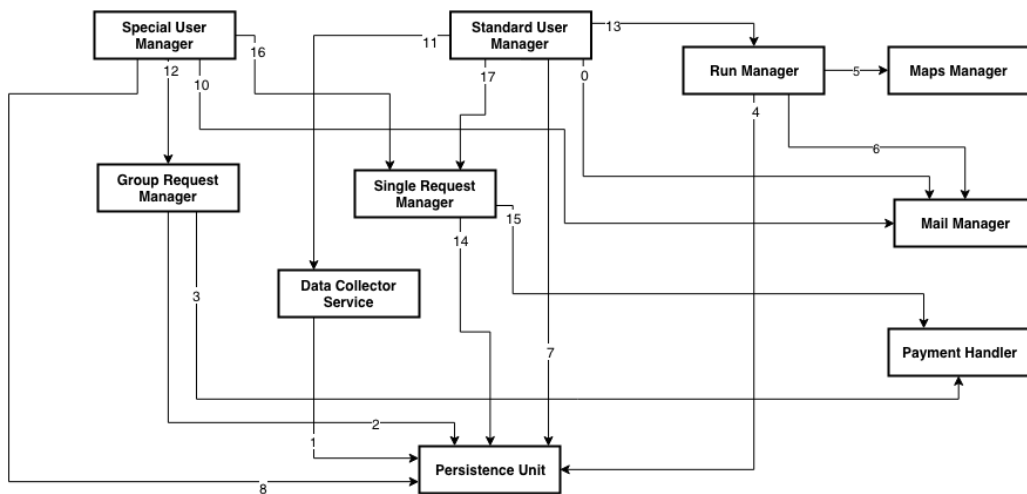 Special User
Manager
Standard User
Manager
11
13
16
12
10
17
0
Run Manager
5
Maps Manager
4
6
Group Request
Manager
Single Request
Manager
15
14
Mail Manager
Data Collector
Service
3
7
Payment Handler
2
1
Persistence Unit
8